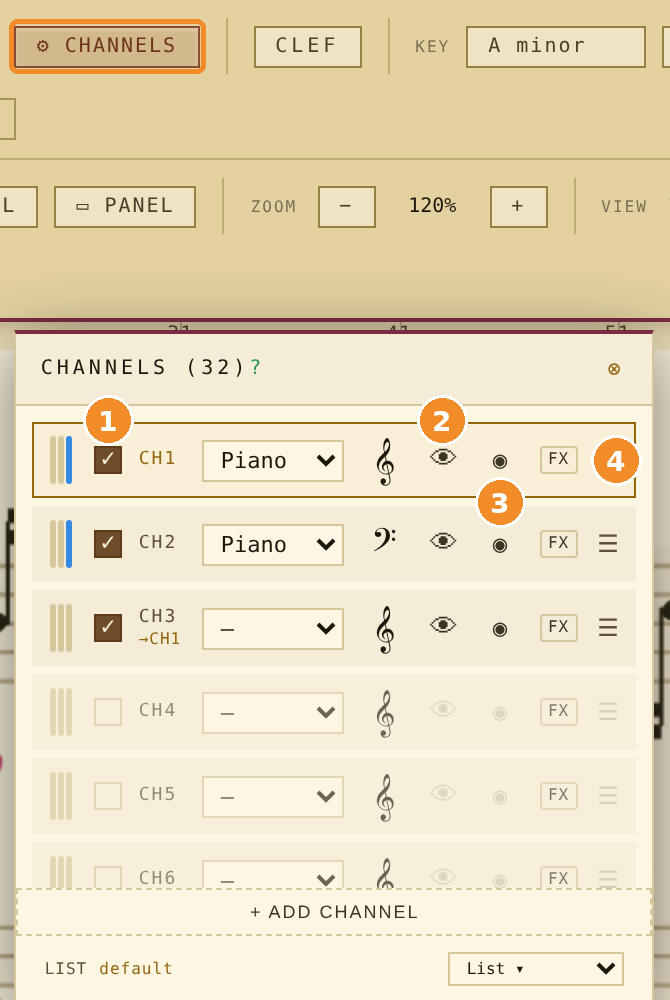 ⚙ CHANNELS CLEF KEY A minor
L ▭ PANEL ZOOM − 120% + VIEW
CHANNELS (32)? ⊗
1 2
✓ CH1 Piano 👁 ◉ FX 4
3
✓ CH2 Piano 👁 ◉ FX ☰
✓ CH3 — 👁 ◉ FX ☰
→CH1
CH4 — 👁 ◉ FX ☰
CH5 — 👁 ◉ FX ☰
CH6 — 👁 ◉ FX ☰
+ ADD CHANNEL
LIST default List ▾